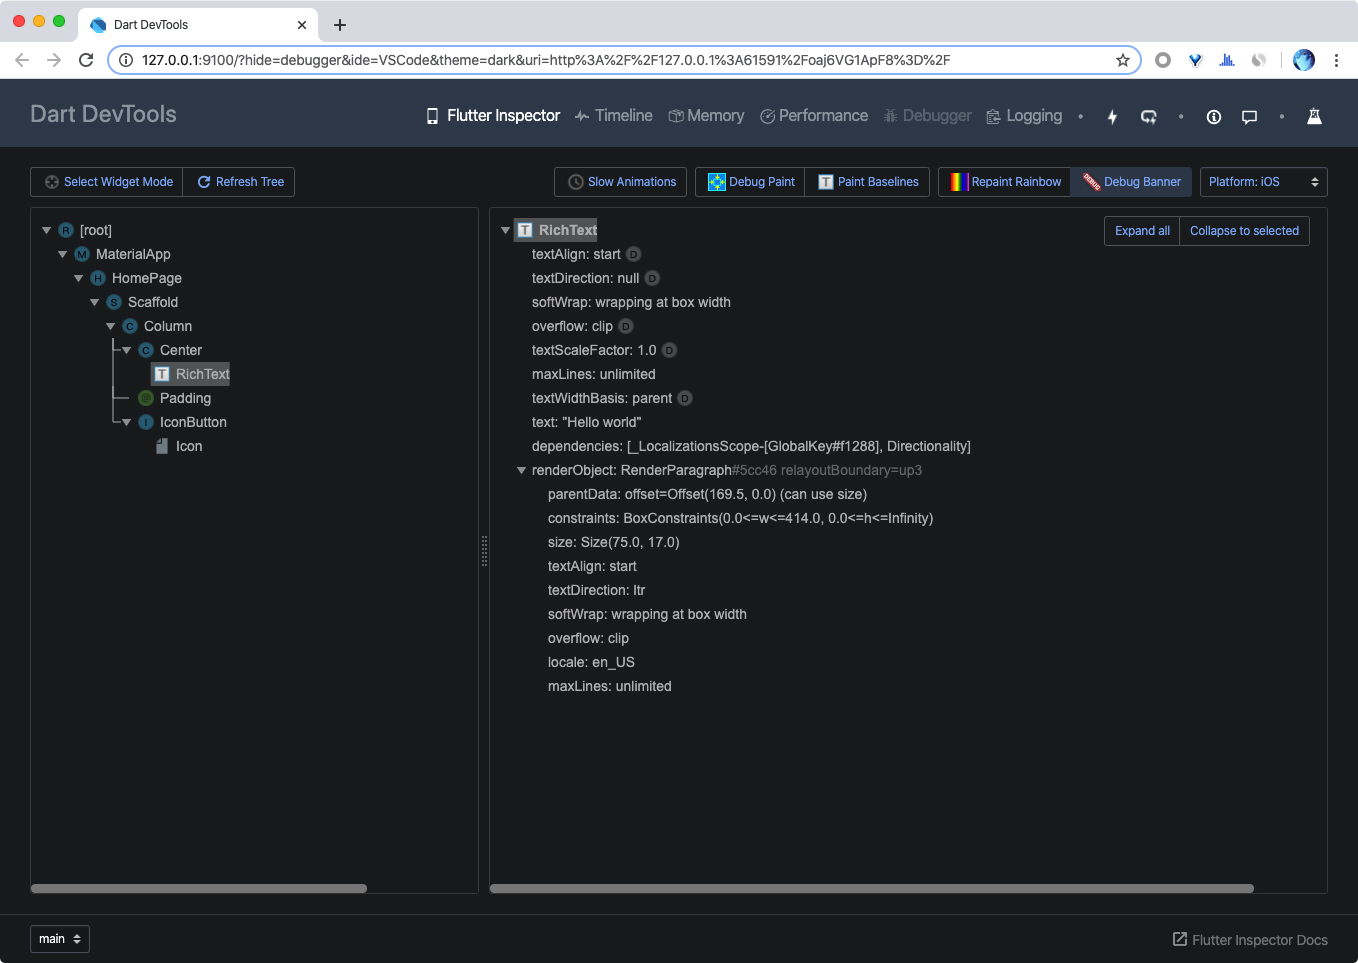 Dart DevTools
127.0.0.1:9100/?hide=debugger&ide=VSCode&theme=dark&uri=http%3A%2F%2F127.0.0.1%3A61591%2Foaj6VG1ApF8%3D%2F
Dart DevTools
Flutter Inspector Timeline Memory Performance Debugger Logging
Select Widget Mode Refresh Tree Slow Animations Debug Paint T Paint Baselines Repaint Rainbow DEBUG Debug Banner Platform: iOS
R [root]
M MaterialApp
H HomePage
S Scaffold
C Column
C Center
T RichText
@ Padding
I IconButton
Icon
T RichText
Expand all Collapse to selected
textAlign: start D
textDirection: null D
softWrap: wrapping at box width
overflow: clip D
textScaleFactor: 1.0 D
maxLines: unlimited
textWidthBasis: parent D
text: "Hello world"
dependencies: [_LocalizationsScope-[GlobalKey#f1288], Directionality]
renderObject: RenderParagraph#5cc46 relayoutBoundary=up3
parentData: offset=Offset(169.5, 0.0) (can use size)
constraints: BoxConstraints(0.0<=w<=414.0, 0.0<=h<=Infinity)
size: Size(75.0, 17.0)
textAlign: start
textDirection: ltr
softWrap: wrapping at box width
overflow: clip
locale: en_US
maxLines: unlimited
main
Flutter Inspector Docs